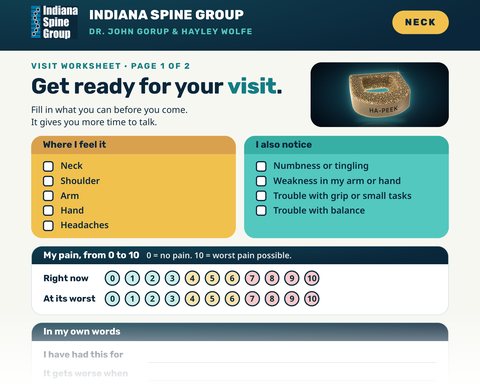 Indiana
Spine
Group
INDIANA SPINE GROUP
DR. JOHN GORUP & HAYLEY WOLFE
NECK
VISIT WORKSHEET · PAGE 1 OF 2
Get ready for your visit.
Fill in what you can before you come.
It gives you more time to talk.
HA-PEEK
Where I feel it
Neck
Shoulder
Arm
Hand
Headaches
I also notice
Numbness or tingling
Weakness in my arm or hand
Trouble with grip or small tasks
Trouble with balance
My pain, from 0 to 10 0 = no pain. 10 = worst pain possible.
Right now 0 1 2 3 4 5 6 7 8 9 10
At its worst 0 1 2 3 4 5 6 7 8 9 10
In my own words
I have had this for
It gets worse when